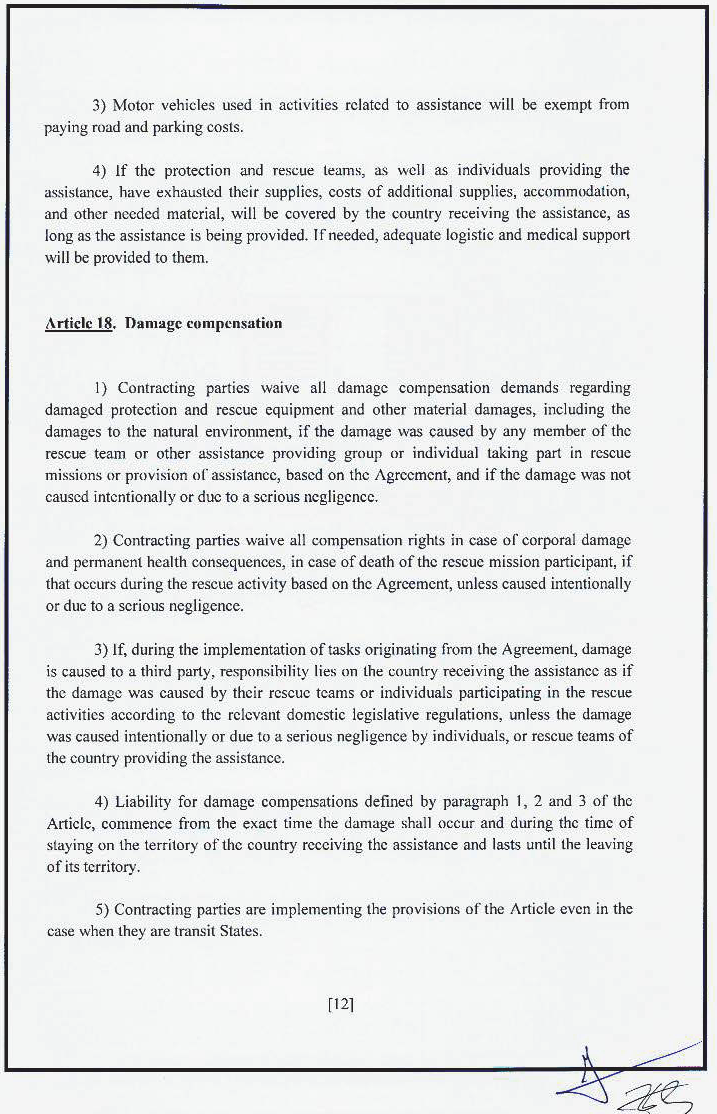 3) Motor vehicles used in activities related to assistance will be exempt from
paying road and parking costs.
4) If the protection and rescue teams, as well as individuals providing the
assistance, have exhausted their supplies, costs of additional supplies, accommodation,
and other needed material, will be covered by the country receiving the assistance, as
long as the assistance is being provided. If needed, adequate logistic and medical support
will be provided to them.
Article 18. Damage compensation
1) Contracting parties waive all damage compensation demands regarding
damaged protection and rescue equipment and other material damages, including the
damages to the natural environment, if the damage was caused by any member of the
rescue team or other assistance providing group or individual taking part in rescue
missions or provision of assistance, based on the Agreement, and if the damage was not
caused intentionally or due to a serious negligence.
2) Contracting parties waive all compensation rights in case of corporal damage
and permanent health consequences, in case of death of the rescue mission participant, if
that occurs during the rescue activity based on the Agreement, unless caused intentionally
or due to a serious negligence.
3) If, during the implementation of tasks originating from the Agreement, damage
is caused to a third party, responsibility lies on the country receiving the assistance as if
the damage was caused by their rescue teams or individuals participating in the rescue
activities according to the relevant domestic legislative regulations, unless the damage
was caused intentionally or due to a serious negligence by individuals, or rescue teams of
the country providing the assistance.
4) Liability for damage compensations defined by paragraph 1, 2 and 3 of the
Article, commence from the exact time the damage shall occur and during the time of
staying on the territory of the country receiving the assistance and lasts until the leaving
of its territory.
5) Contracting parties are implementing the provisions of the Article even in the
case when they are transit States.
[12]